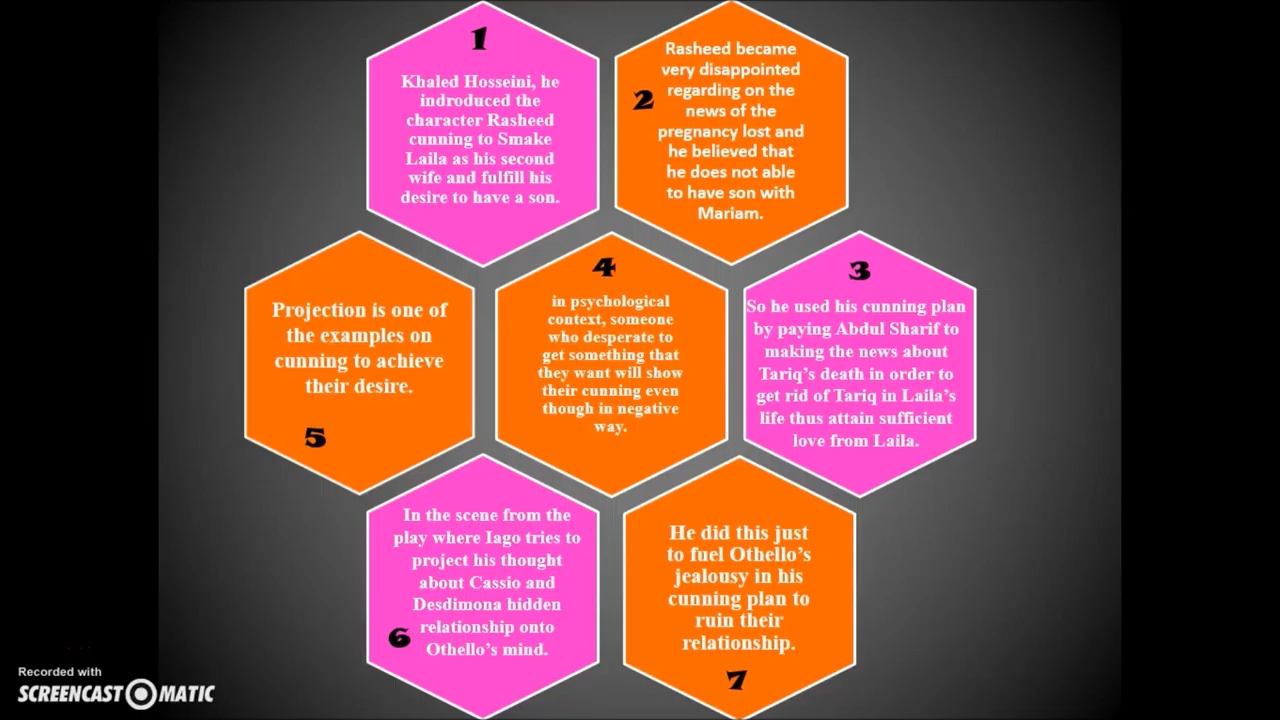 1
Khaled Hosseini, he
indroduced the
character Rasheed
cunning to Smake
Laila as his second
wife and fulfill his
desire to have a son.
2
Rasheed became
very disappointed
regarding on the
news of the
pregnancy lost and
he believed that
he does not able
to have son with
Mariam.
3
So he used his cunning plan
by paying Abdul Sharif to
making the news about
Tariq’s death in order to
get rid of Tariq in Laila’s
life thus attain sufficient
love from Laila.
4
in psychological
context, someone
who desperate to
get something that
they want will show
their cunning even
though in negative
way.
Projection is one of
the examples on
cunning to achieve
their desire.
5
In the scene from the
play where Iago tries to
project his thought
about Cassio and
Desdimona hidden
relationship onto
Othello’s mind.
6
He did this just
to fuel Othello’s
jealousy in his
cunning plan to
ruin their
relationship.
7
Recorded with
SCREENCAST-O-MATIC